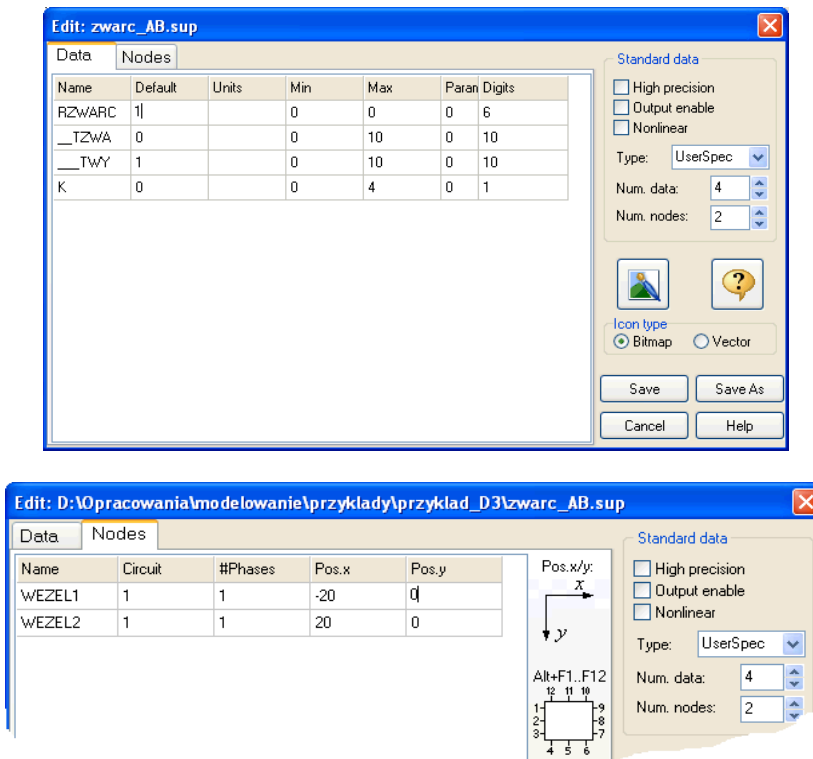 Edit: zwarc_AB.sup
Data Nodes
Name Default Units Min Max Param Digits
RZWARC 1 0 0 0 6
__TZWA 0 0 10 0 10
___TWY 1 0 10 0 10
K 0 0 4 0 1
Standard data
High precision
Output enable
Nonlinear
Type: UserSpec
Num. data: 4
Num. nodes: 2
Icon type
Bitmap Vector
Save Save As
Cancel Help
Edit: D:\Opracowania\modelowanie\przyklady\przyklad_D3\zwarc_AB.sup
Data Nodes
Name Circuit #Phases Pos.x Pos.y
WEZEL1 1 1 -20 0
WEZEL2 1 1 20 0
Pos.x/y:
x
y
Alt+F1..F12
12 11 10
1 9
2 8
3 7
4 5 6
Standard data
High precision
Output enable
Nonlinear
Type: UserSpec
Num. data: 4
Num. nodes: 2